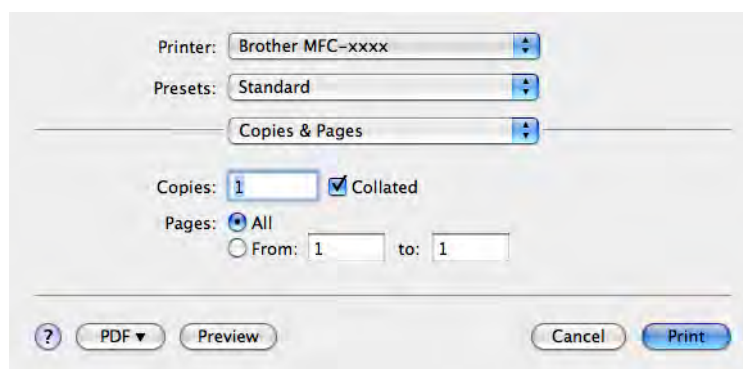 Printer: Brother MFC-xxxx
Presets: Standard
Copies & Pages
Copies: 1 Collated
Pages: All
From: 1 to: 1
? PDF▼ Preview Cancel Print